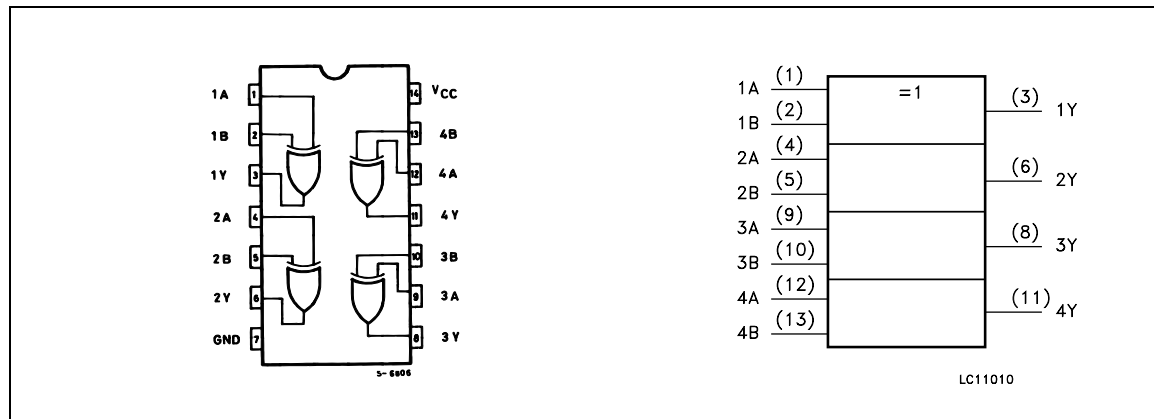 1A 1 14 VCC
1B 2 13 4B
1Y 3 12 4A
2A 4 11 4Y
2B 5 10 3B
2Y 6 9 3A
GND 7 8 3Y
S-6806
=1
1A (1)
1B (2)
2A (4)
2B (5)
3A (9)
3B (10)
4A (12)
4B (13)
(3) 1Y
(6) 2Y
(8) 3Y
(11) 4Y
LC11010